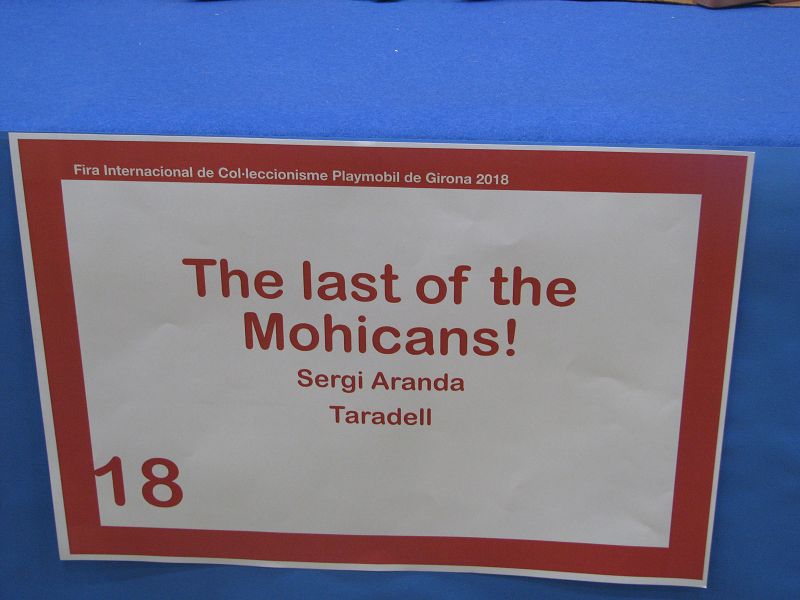 Fira Internacional de Col·leccionisme Playmobil de Girona 2018
The last of the
Mohicans!
Sergi Aranda
Taradell
18